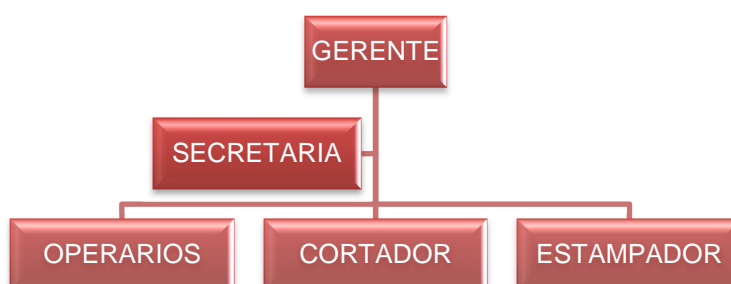 GERENTE
SECRETARIA
OPERARIOS
CORTADOR
ESTAMPADOR